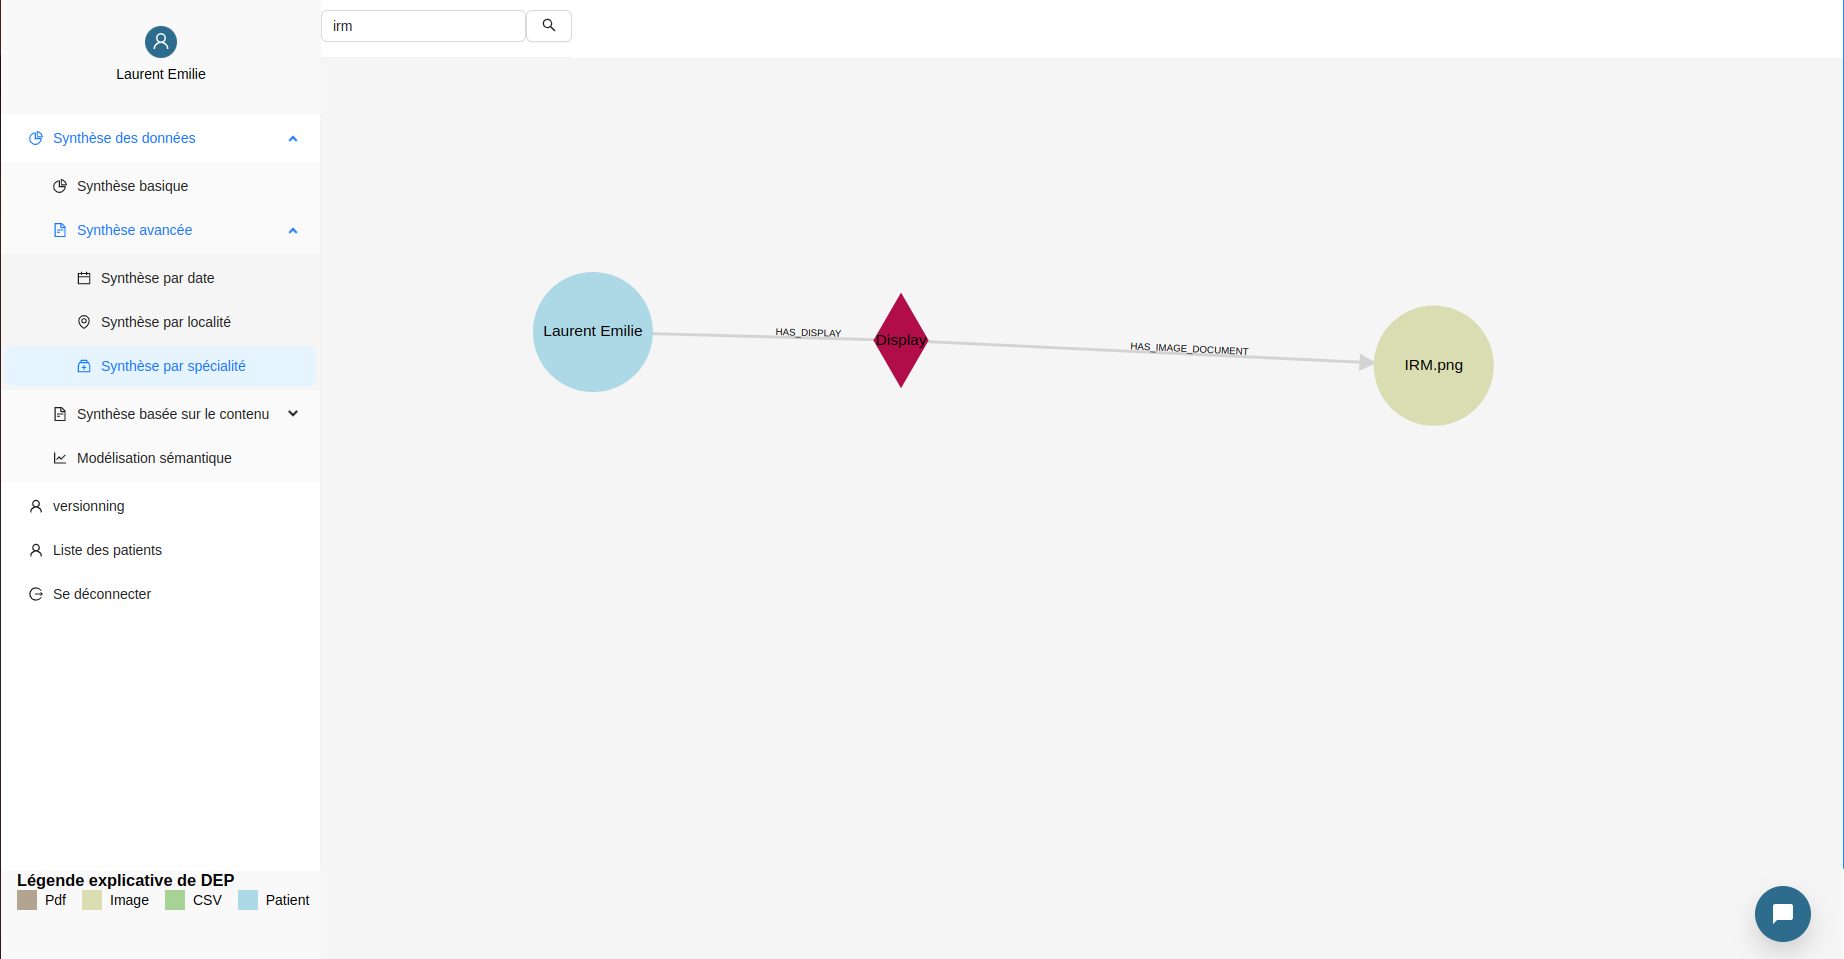 irm
Laurent Emilie
Synthèse des données
Synthèse basique
Synthèse avancée
Synthèse par date
Synthèse par localité
Synthèse par spécialité
Synthèse basée sur le contenu
Modélisation sémantique
versionning
Liste des patients
Se déconnecter
Laurent Emilie
HAS_DISPLAY
Display
HAS_IMAGE_DOCUMENT
IRM.png
Légende explicative de DEP
Pdf Image CSV Patient